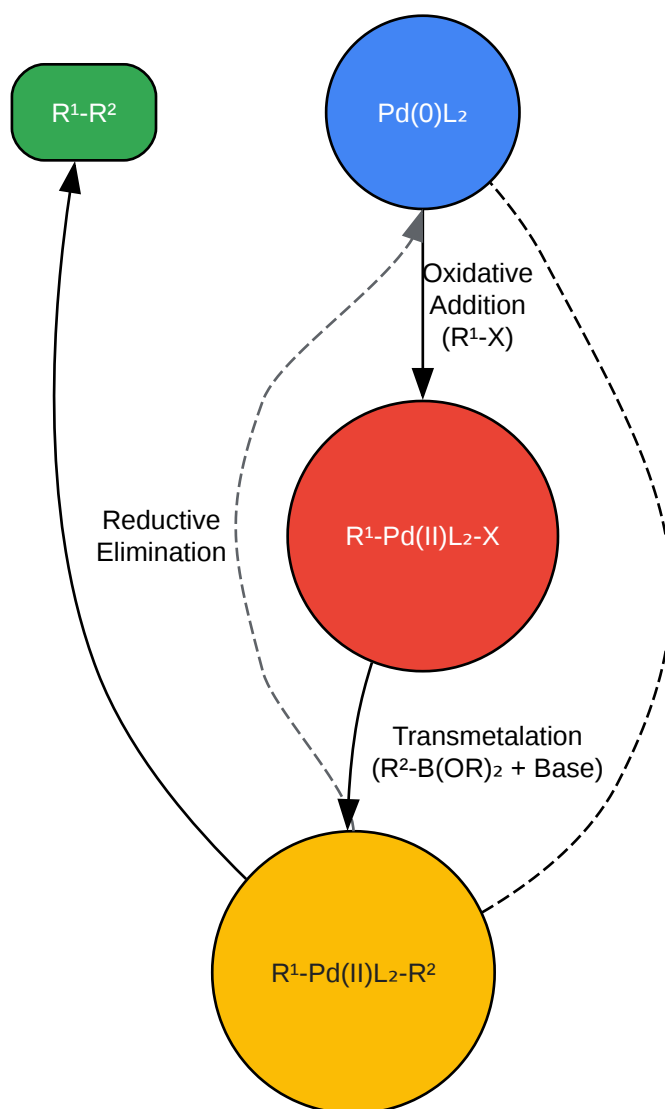 R¹-R²
Pd(0)L₂
Oxidative
Addition
(R¹-X)
Reductive
Elimination
R¹-Pd(II)L₂-X
Transmetalation
(R²-B(OR)₂ + Base)
R¹-Pd(II)L₂-R²